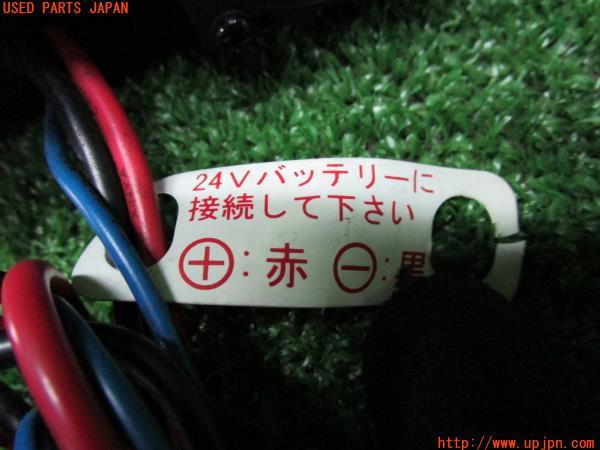 USED PARTS JAPAN
24Vバッテリーに
接続して下さい
⊕:赤 ⊖:黒
http://www.upjpn.com/